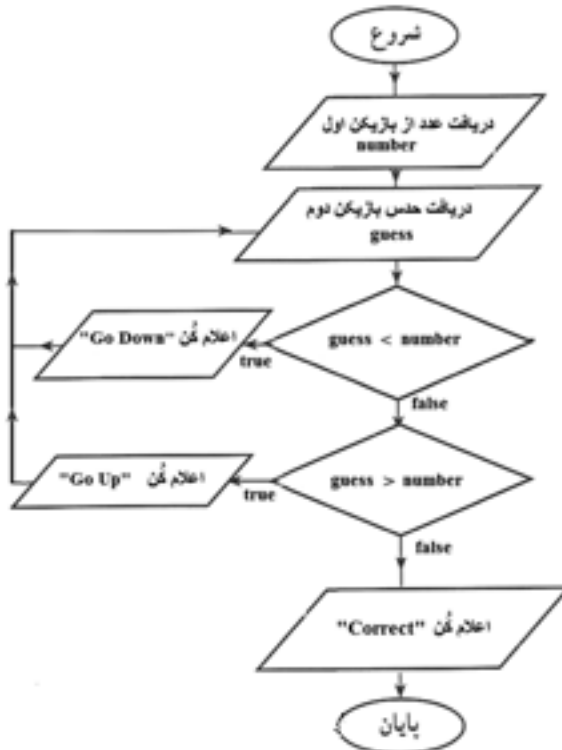 شروع
دریافت عدد از بازیکن اول
number
دریافت حدس بازیکن دوم
guess
guess < number
اعلام کُن "Go Down"
true
false
guess > number
اعلام کُن "Go Up"
true
false
اعلام کُن "Correct"
پایان